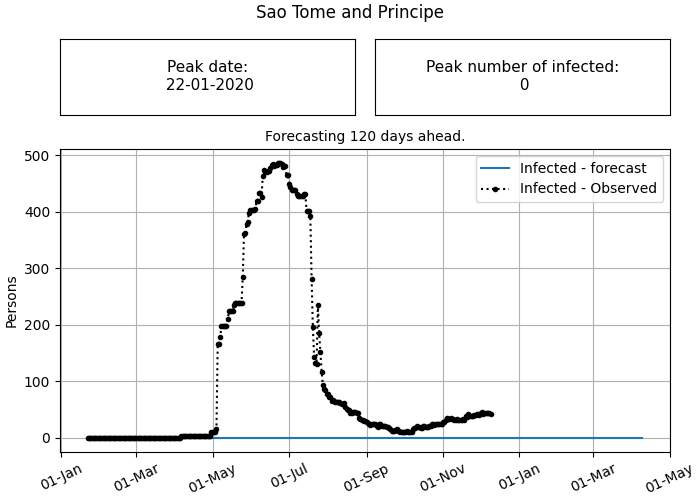 Sao Tome and Principe
Peak date:
22-01-2020
Peak number of infected:
0
Forecasting 120 days ahead.
Infected - forecast
Infected - Observed
Persons
500
400
300
200
100
0
01-Jan
01-Mar
01-May
01-Jul
01-Sep
01-Nov
01-Jan
01-Mar
01-May